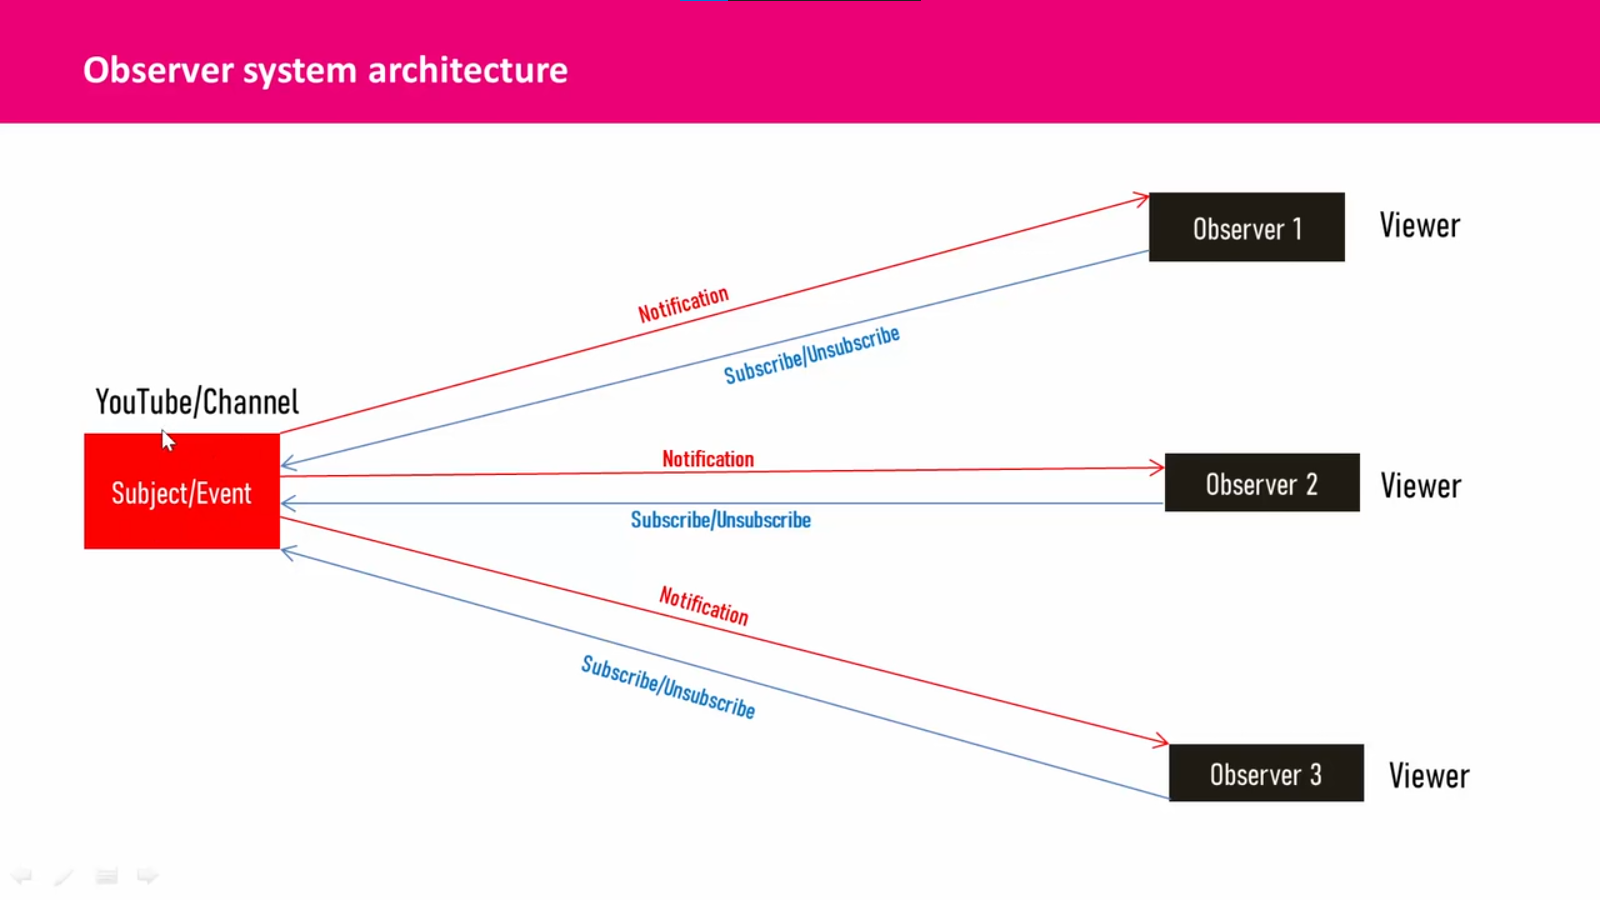 Observer system architecture
Observer 1
Viewer
Notification
Subscribe/Unsubscribe
YouTube/Channel
Subject/Event
Notification
Observer 2
Viewer
Subscribe/Unsubscribe
Notification
Subscribe/Unsubscribe
Observer 3
Viewer